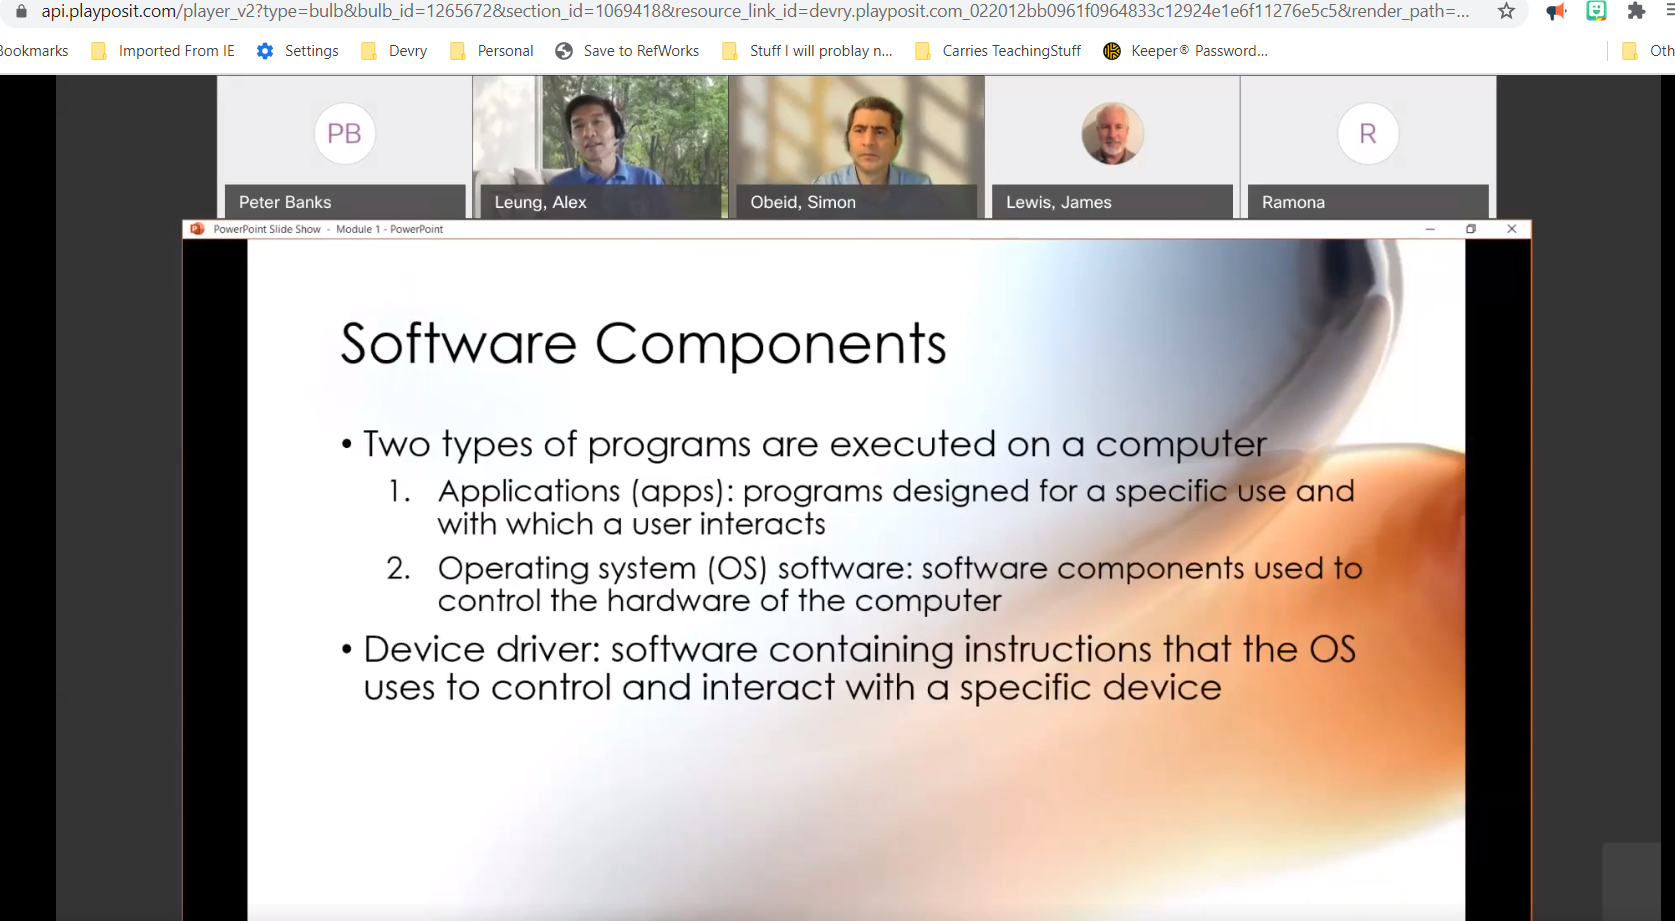 api.playposit.com/player_v2?type=bulb&bulb_id=1265672&section_id=1069418&resource_link_id=devry.playposit.com_022012bb0961f0964833c12924e1e6f11276e5c5&render_path=...
Bookmarks Imported From IE Settings Devry Personal Save to RefWorks Stuff I will problay n... Carries TeachingStuff Keeper® Password... Oth
PB R
Peter Banks Leung, Alex Obeid, Simon Lewis, James Ramona
PowerPoint Slide Show - Module 1 - PowerPoint
Software Components
• Two types of programs are executed on a computer
1. Applications (apps): programs designed for a specific use and
with which a user interacts
2. Operating system (OS) software: software components used to
control the hardware of the computer
• Device driver: software containing instructions that the OS
uses to control and interact with a specific device